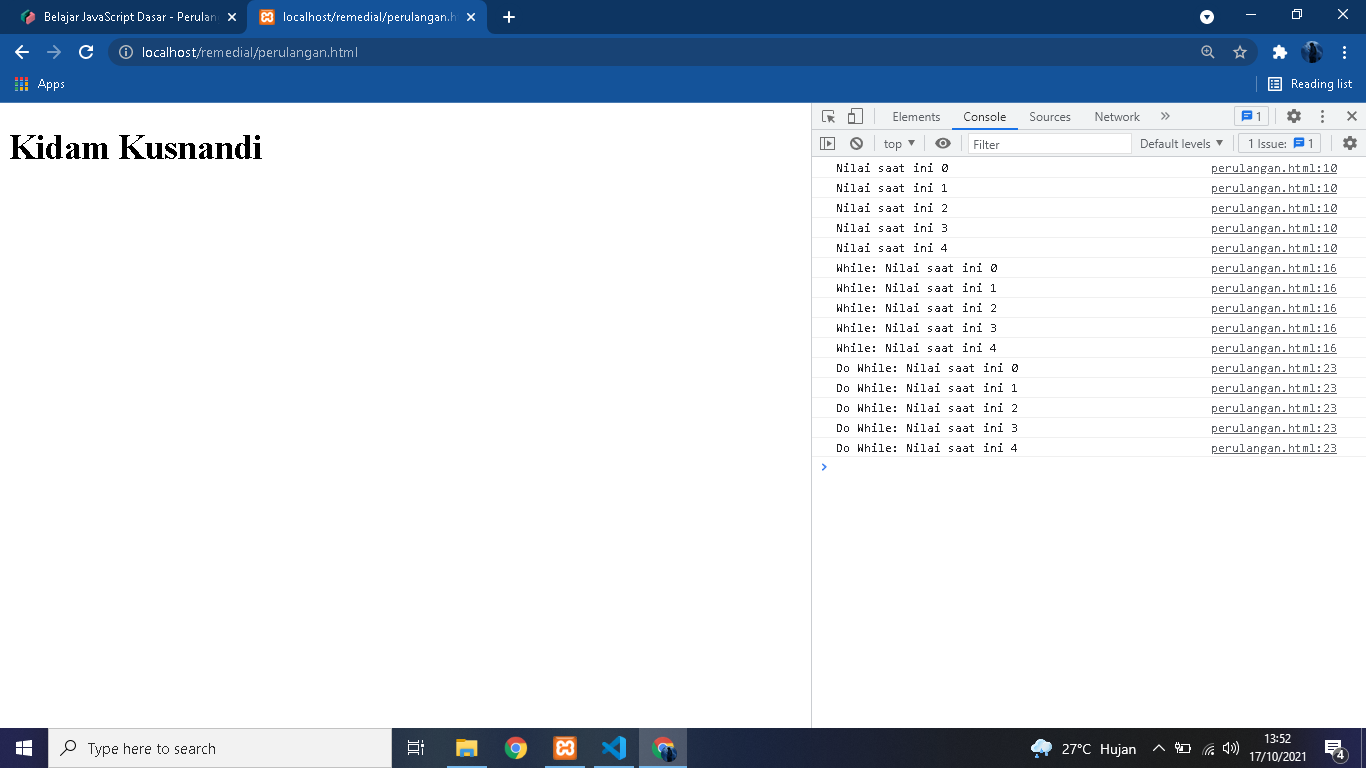 Belajar JavaScript Dasar - Perulan
localhost/remedial/perulangan.h
localhost/remedial/perulangan.html
Apps
Reading list
Kidam Kusnandi
Elements Console Sources Network » 1
top Filter Default levels 1 Issue: 1
Nilai saat ini 0 perulangan.html:10
Nilai saat ini 1 perulangan.html:10
Nilai saat ini 2 perulangan.html:10
Nilai saat ini 3 perulangan.html:10
Nilai saat ini 4 perulangan.html:10
While: Nilai saat ini 0 perulangan.html:16
While: Nilai saat ini 1 perulangan.html:16
While: Nilai saat ini 2 perulangan.html:16
While: Nilai saat ini 3 perulangan.html:16
While: Nilai saat ini 4 perulangan.html:16
Do While: Nilai saat ini 0 perulangan.html:23
Do While: Nilai saat ini 1 perulangan.html:23
Do While: Nilai saat ini 2 perulangan.html:23
Do While: Nilai saat ini 3 perulangan.html:23
Do While: Nilai saat ini 4 perulangan.html:23
Type here to search
27°C Hujan
13:52
17/10/2021
4